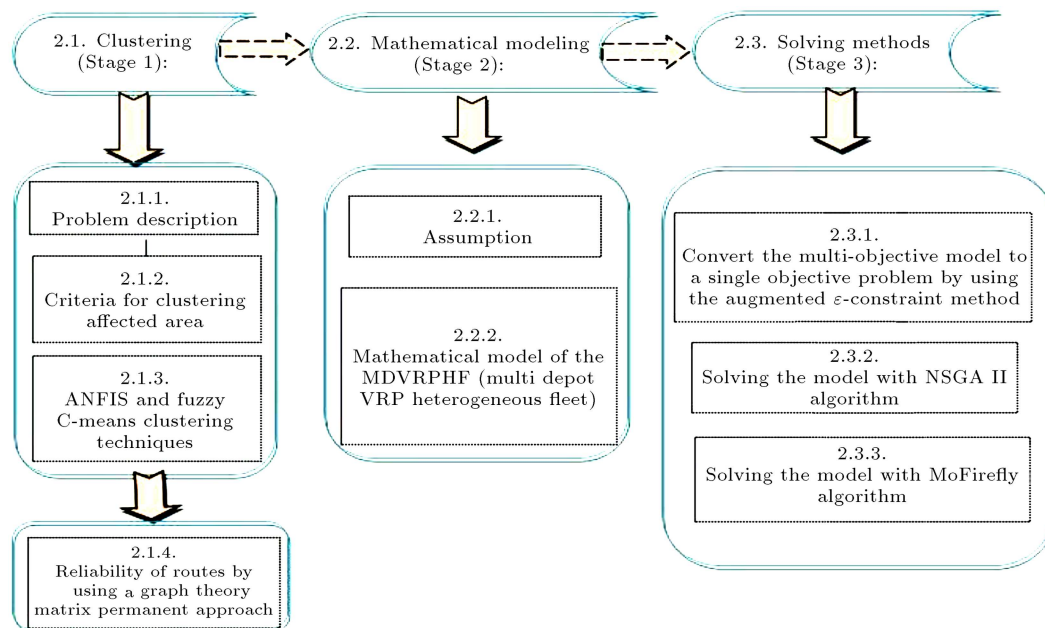 2.1. Clustering
(Stage 1):
2.2. Mathematical modeling
(Stage 2):
2.3. Solving methods
(Stage 3):
2.1.1.
Problem description
2.1.2.
Criteria for clustering
affected area
2.1.3.
ANFIS and fuzzy
C-means clustering
techniques
2.1.4.
Reliability of routes by
using a graph theory
matrix permanent approach
2.2.1.
Assumption
2.2.2.
Mathematical model of the
MDVRPHF (multi depot
VRP heterogeneous fleet)
2.3.1.
Convert the multi-objective model to
a single objective problem by using
the augmented ε-constraint method
2.3.2.
Solving the model with NSGA II
algorithm
2.3.3.
Solving the model with MoFirefly
algorithm